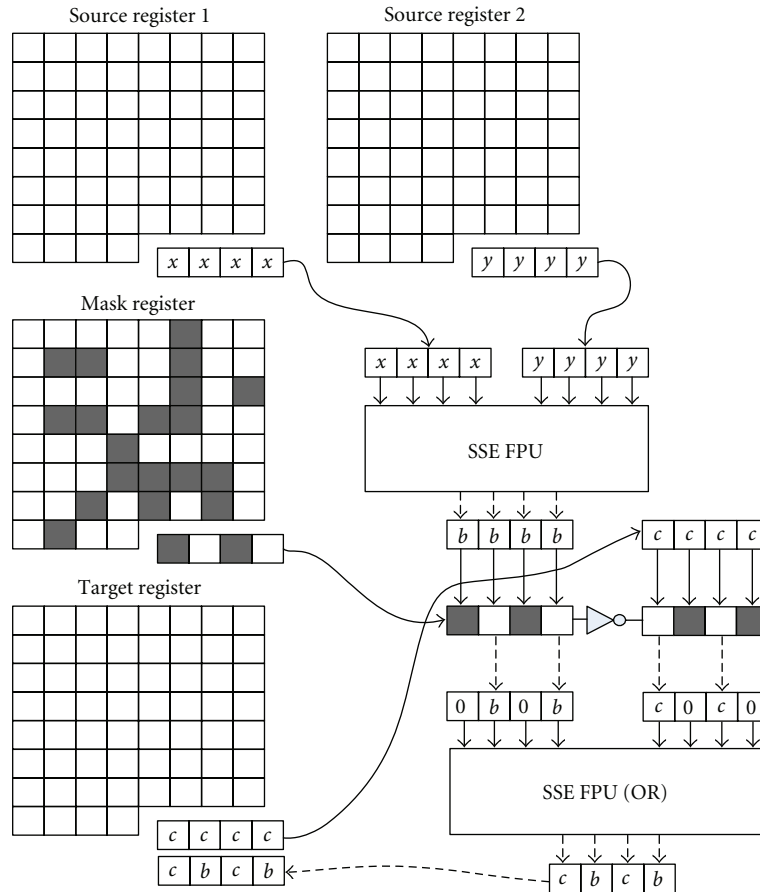 Source register 1
Source register 2
x x x x
y y y y
Mask register
x x x x
y y y y
SSE FPU
b b b b
c c c c
Target register
0 b 0 b
c 0 c 0
SSE FPU (OR)
c c c c
c b c b
c b c b